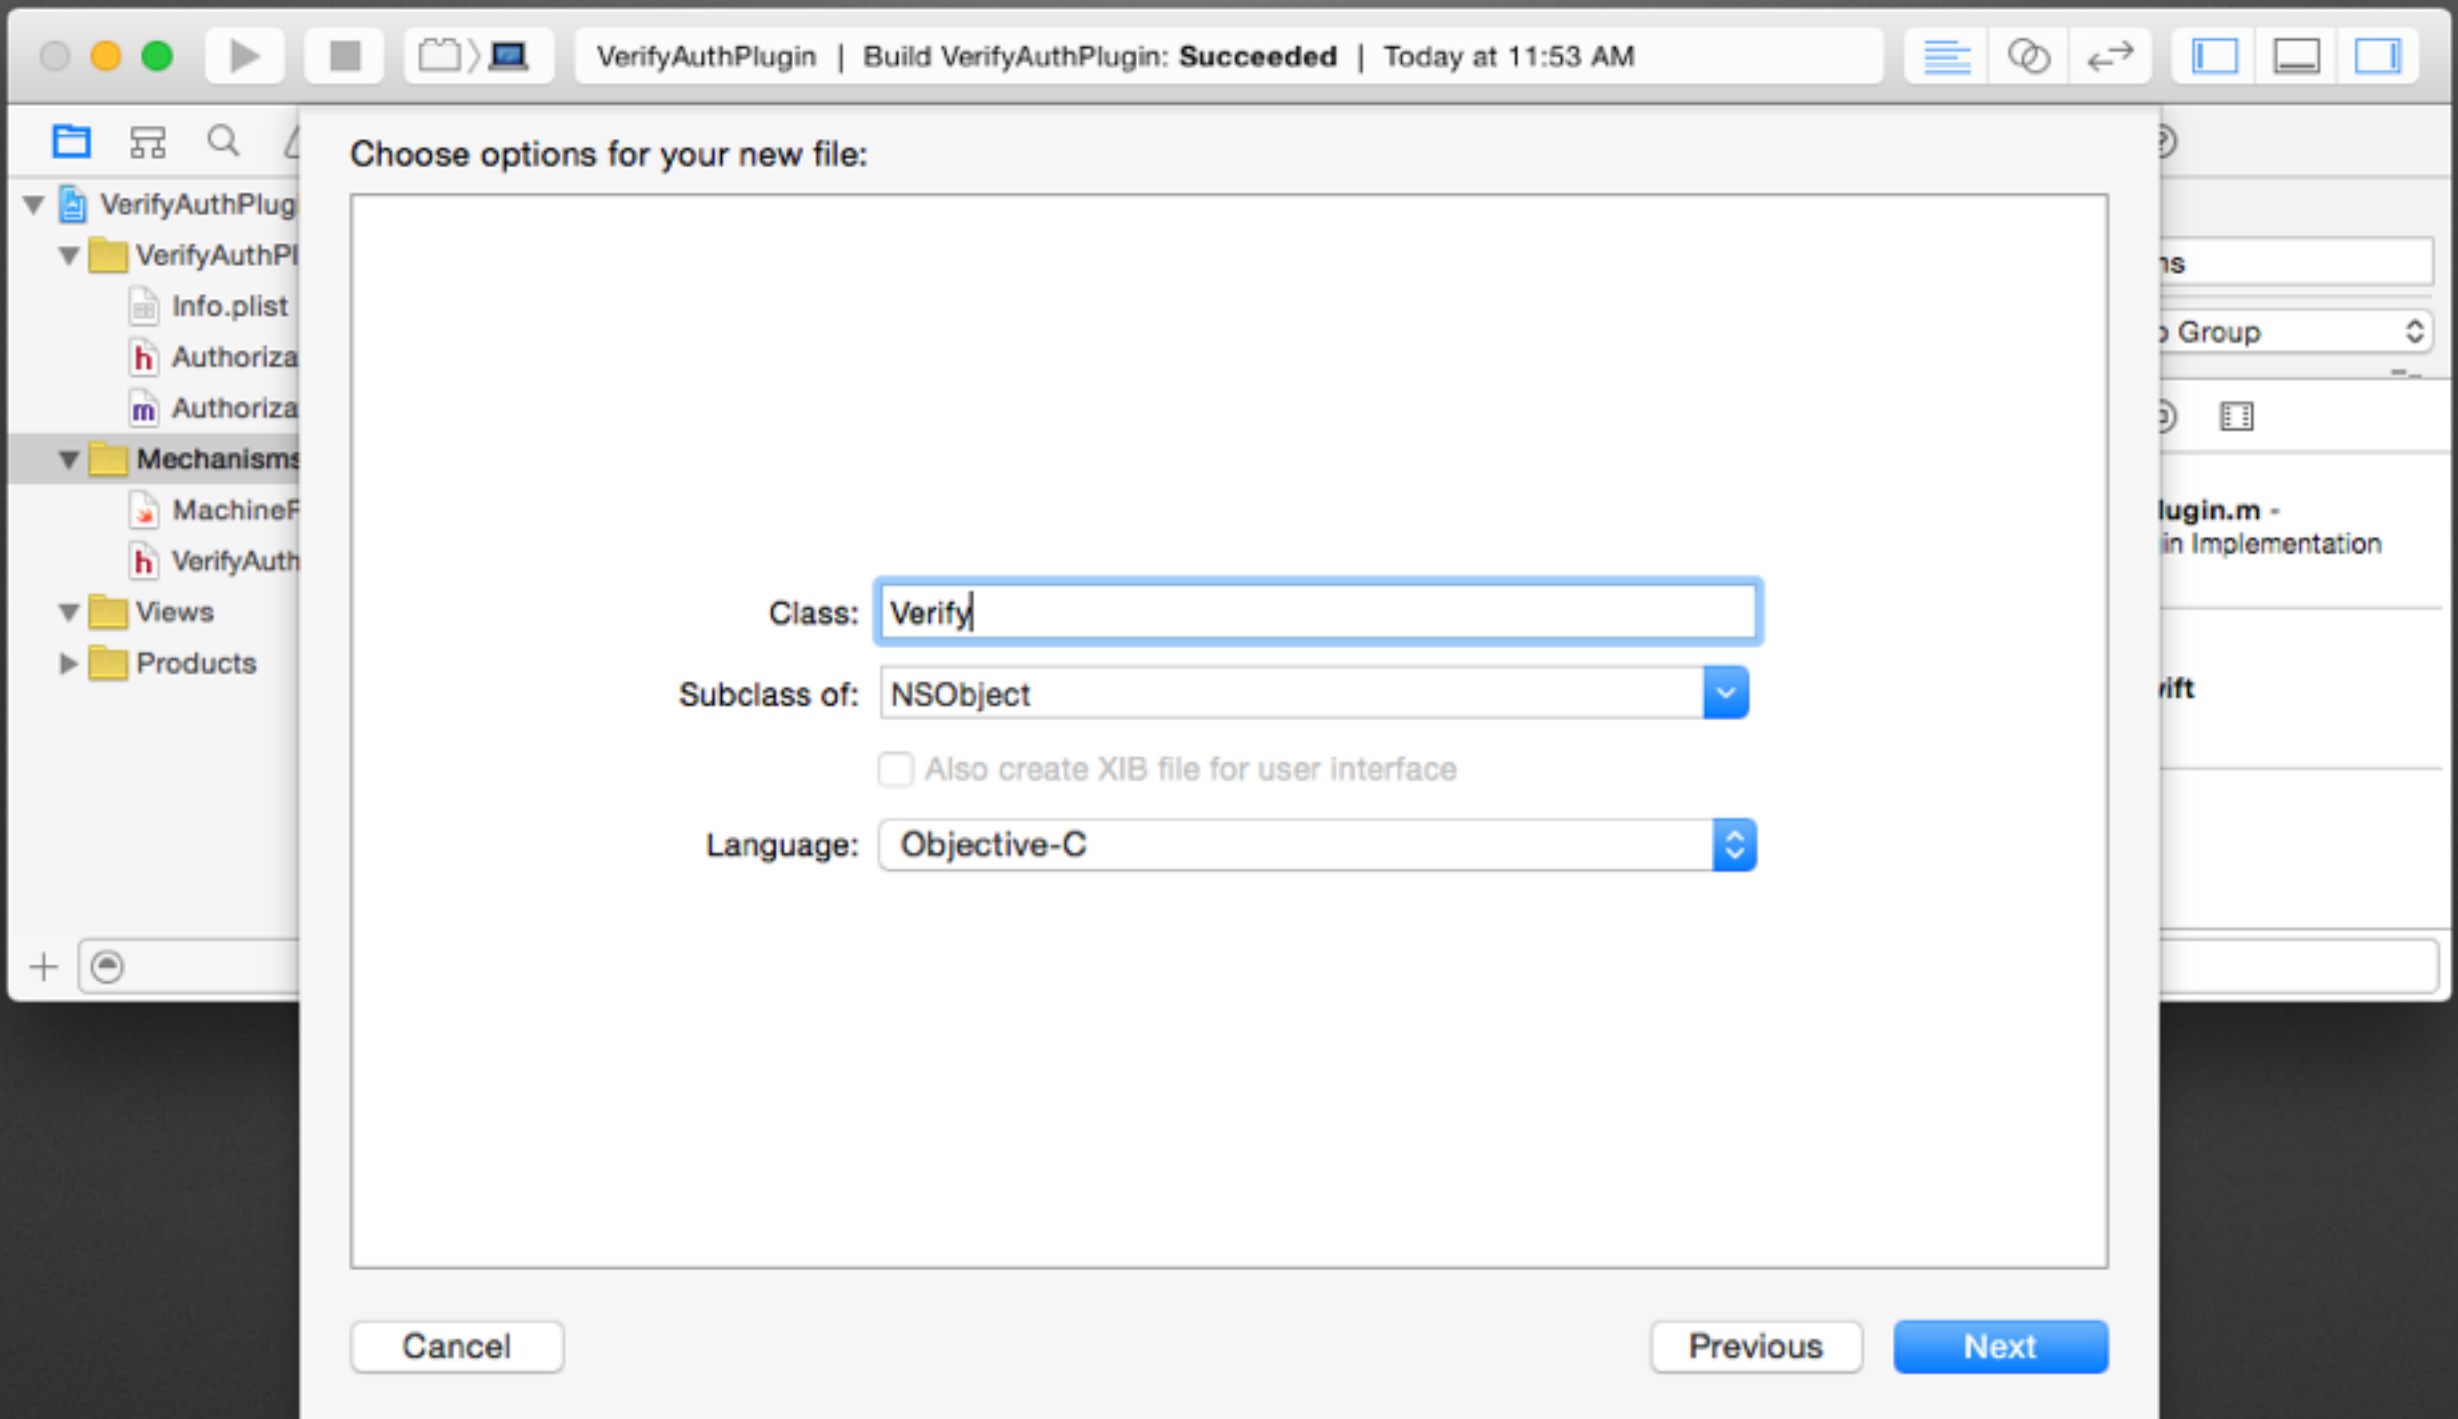 VerifyAuthPlugin | Build VerifyAuthPlugin: Succeeded | Today at 11:53 AM
Choose options for your new file:
VerifyAuthPlugi
VerifyAuthPl
Info.plist
h Authoriza
m Authoriza
Mechanisms
MachineF
h VerifyAuth
Views
Products
Class: Verify
Subclass of: NSObject
Also create XIB file for user interface
Language: Objective-C
Cancel
Previous
Next
ns
o Group
lugin.m -
in Implementation
vift